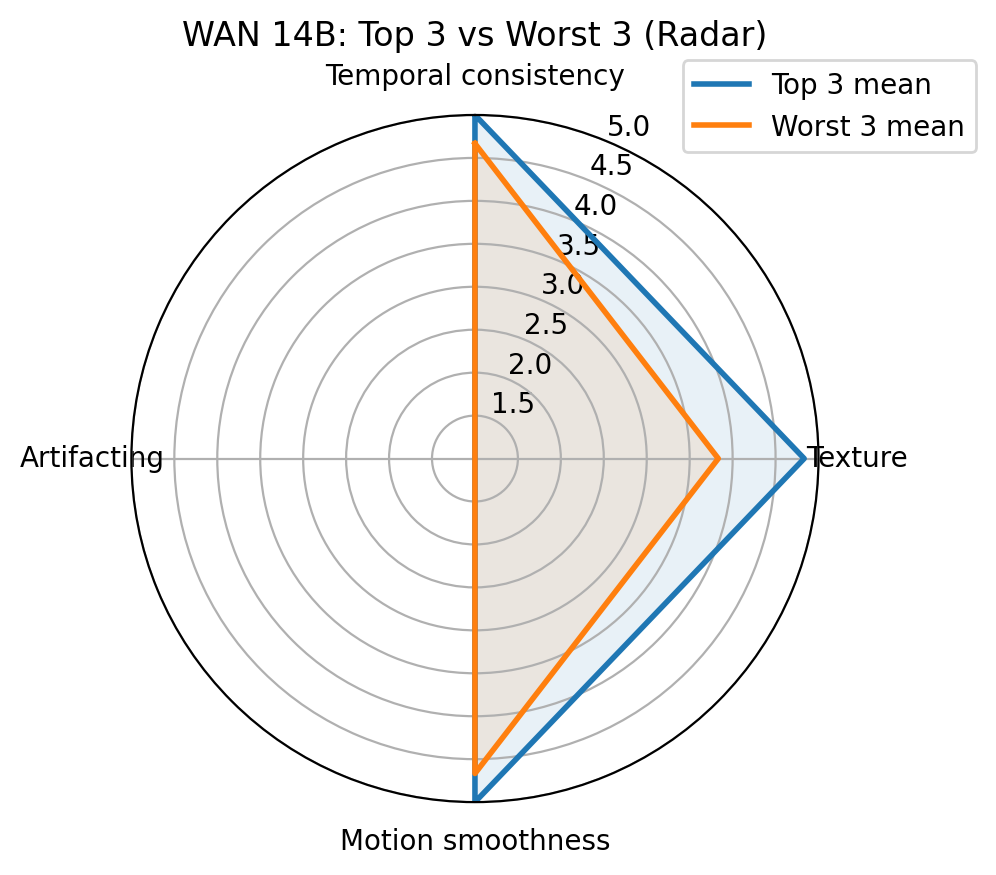 WAN 14B: Top 3 vs Worst 3 (Radar)
Temporal consistency
Top 3 mean
Worst 3 mean
5.0
4.5
4.0
3.5
3.0
2.5
2.0
1.5
Artifacting
Texture
Motion smoothness